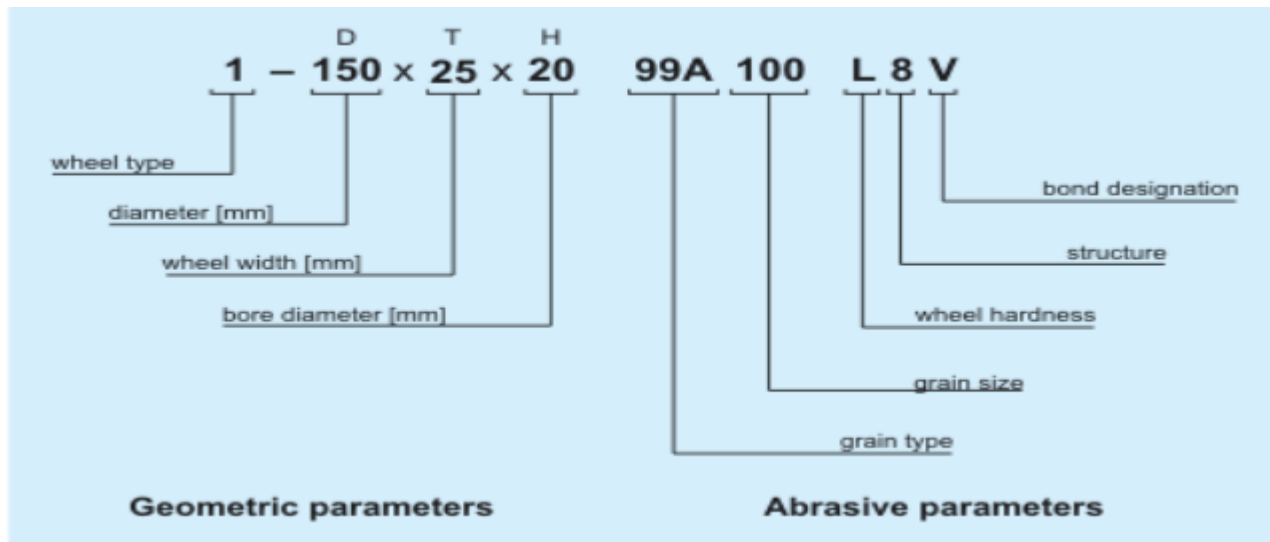 D T H
1 – 150 x 25 x 20 99A 100 L 8 V
wheel type
bond designation
diameter [mm]
structure
wheel width [mm]
bore diameter [mm]
wheel hardness
grain size
grain type
Geometric parameters
Abrasive parameters